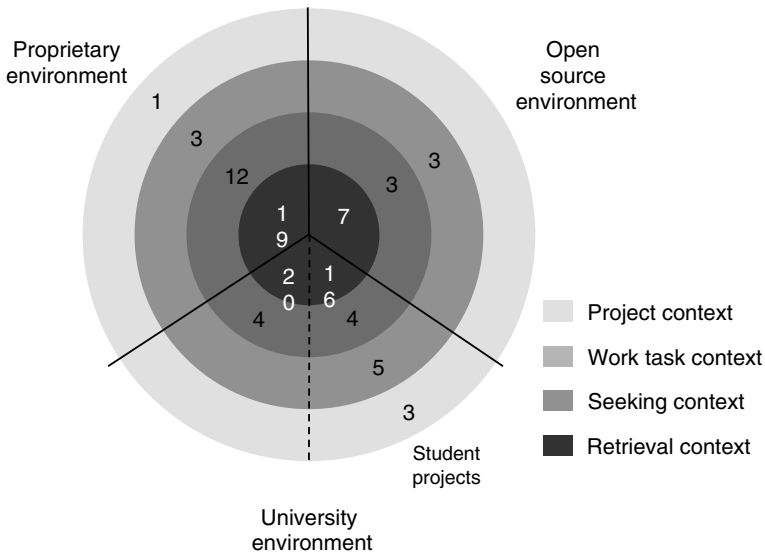 Proprietary
environment
Open
source
environment
1
3
12
3
3
1
9
7
2
0
1
6
4
4
5
3
Project context
Work task context
Seeking context
Retrieval context
Student
projects
University
environment